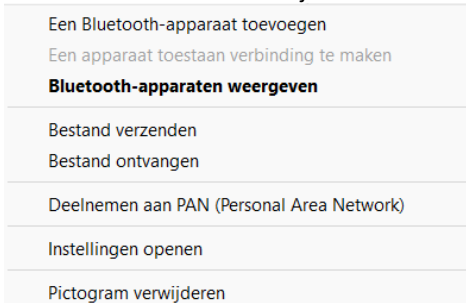 Een Bluetooth-apparaat toevoegen
Een apparaat toestaan verbinding te maken
Bluetooth-apparaten weergeven
Bestand verzenden
Bestand ontvangen
Deelnemen aan PAN (Personal Area Network)
Instellingen openen
Pictogram verwijderen